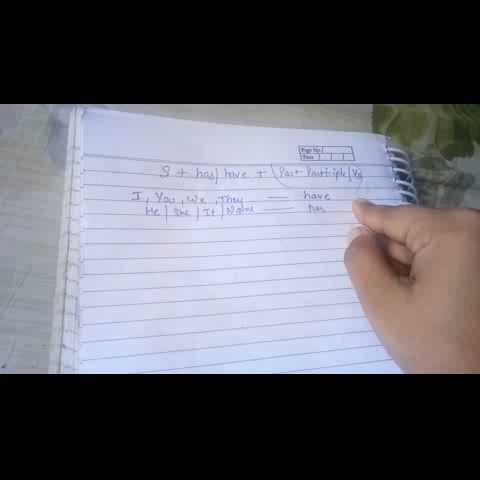 Page No.
Date / / /
S + has/have + (Past Participle/V3)
I, You, We, They —— have
He / She / It / Name —— has